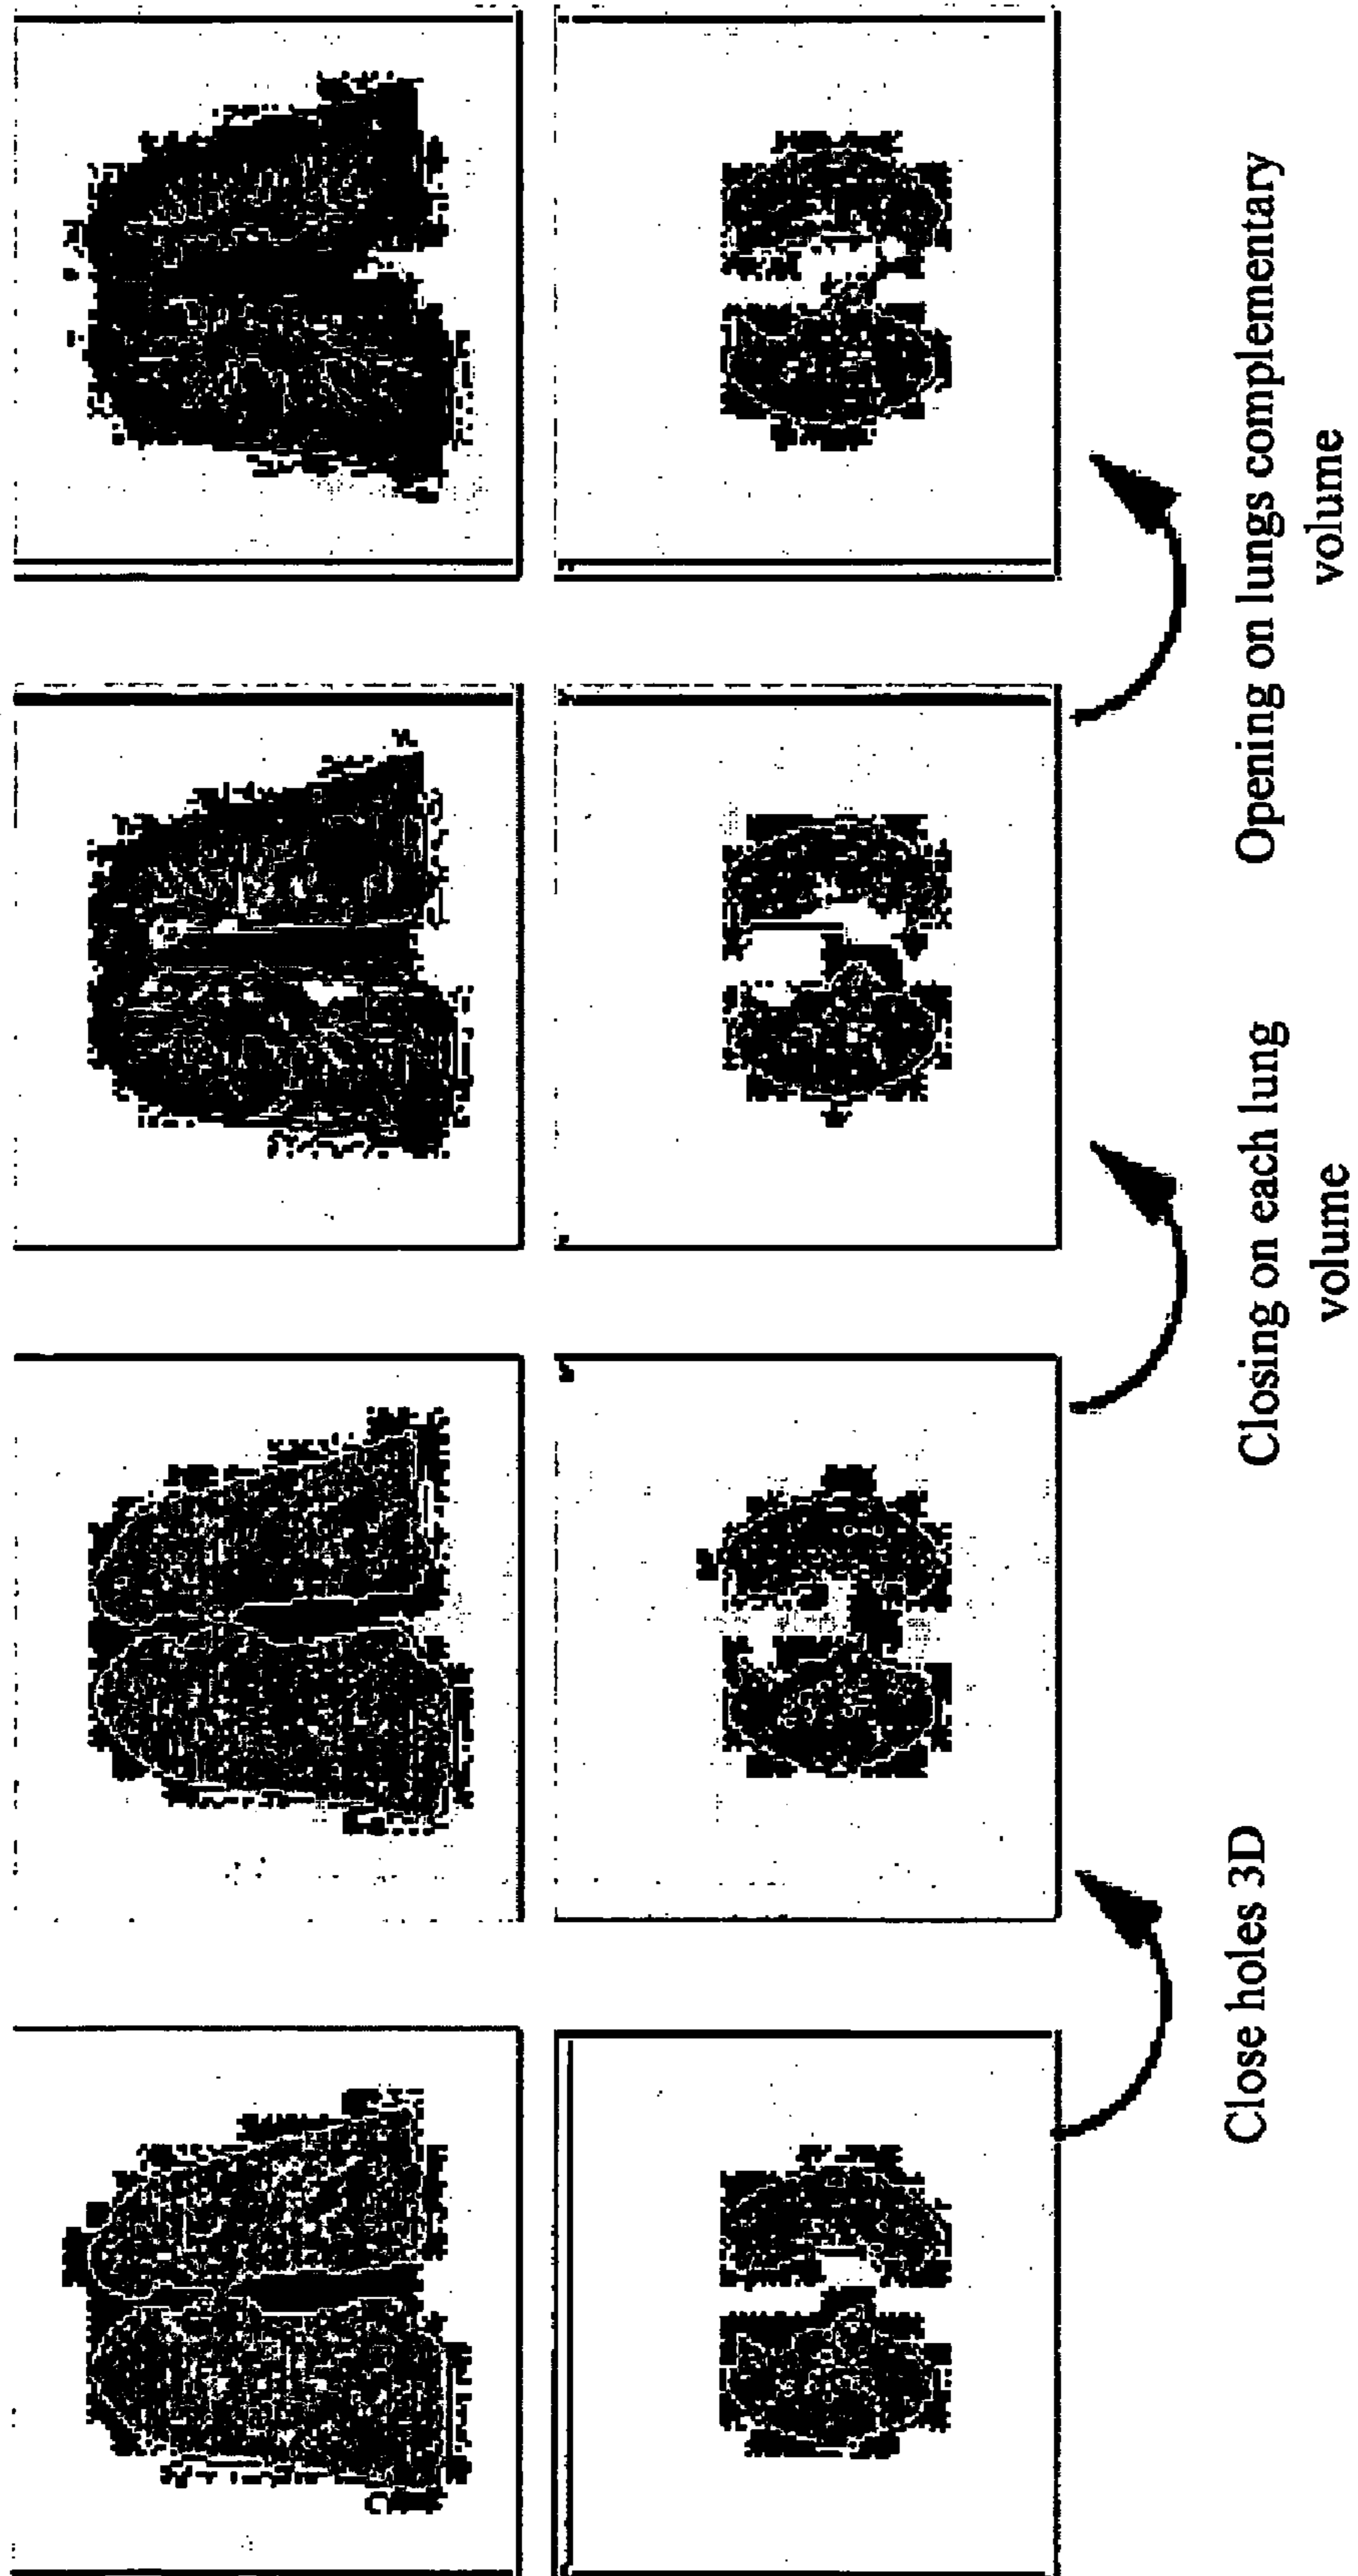 Close holes 3D
Closing on each lung
volume
Opening on lungs complementary
volume